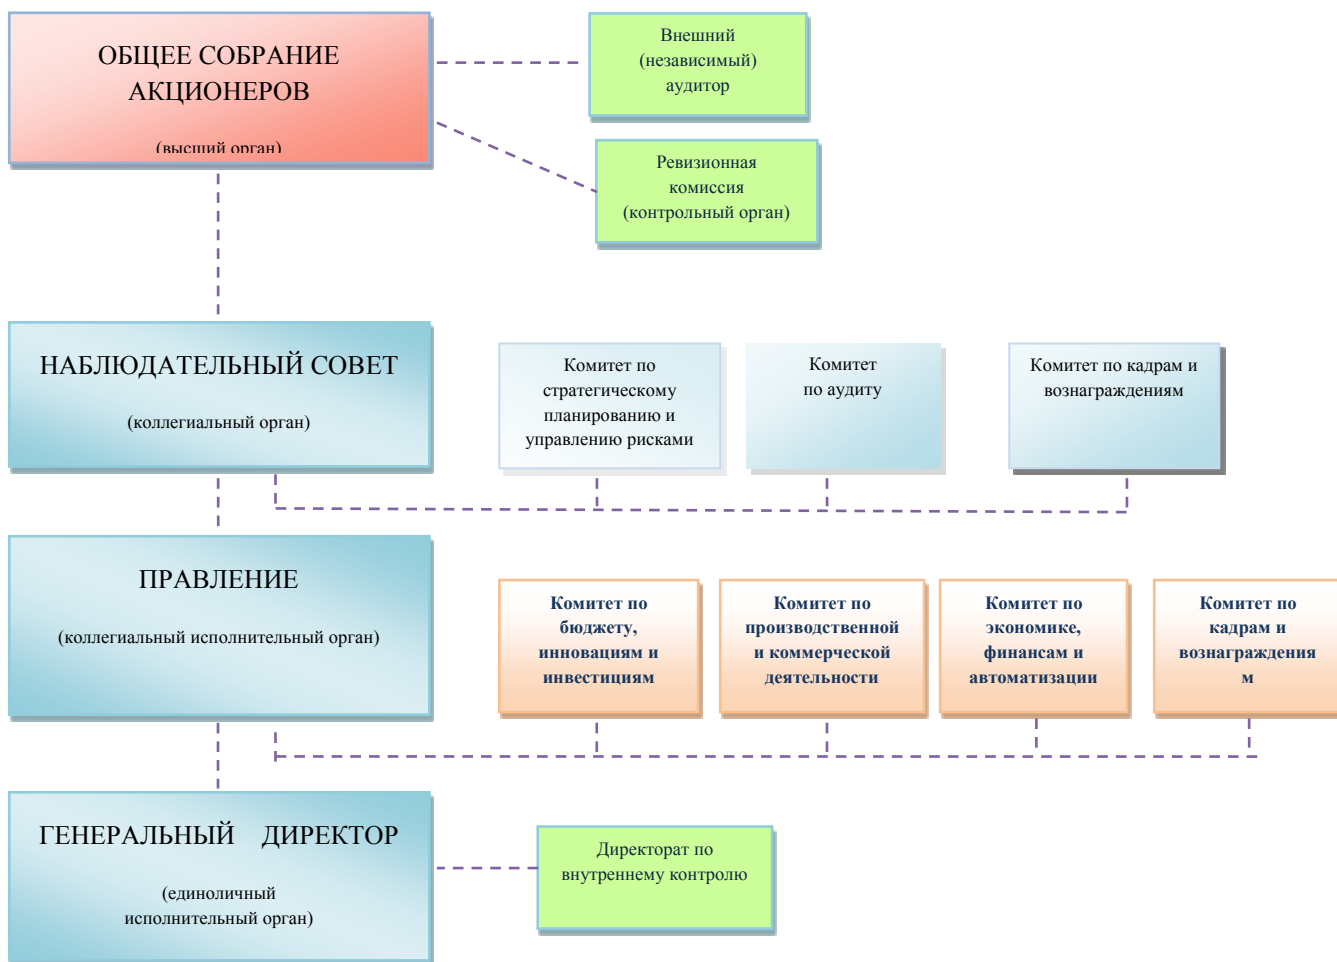 ОБЩЕЕ СОБРАНИЕ
АКЦИОНЕРОВ
(высший орган)
Внешний
(независимый)
аудитор
Ревизионная
комиссия
(контрольный орган)
НАБЛЮДАТЕЛЬНЫЙ СОВЕТ
(коллегиальный орган)
Комитет по
стратегическому
планированию и
управлению рисками
Комитет
по аудиту
Комитет по кадрам и
вознаграждениям
ПРАВЛЕНИЕ
(коллегиальный исполнительный орган)
Комитет по
бюджету,
инновациям и
инвестициям
Комитет по
производственной
и коммерческой
деятельности
Комитет по
экономике,
финансам и
автоматизации
Комитет по
кадрам и
вознаграждения
м
ГЕНЕРАЛЬНЫЙ ДИРЕКТОР
(единоличный
исполнительный орган)
Директорат по
внутреннему контролю